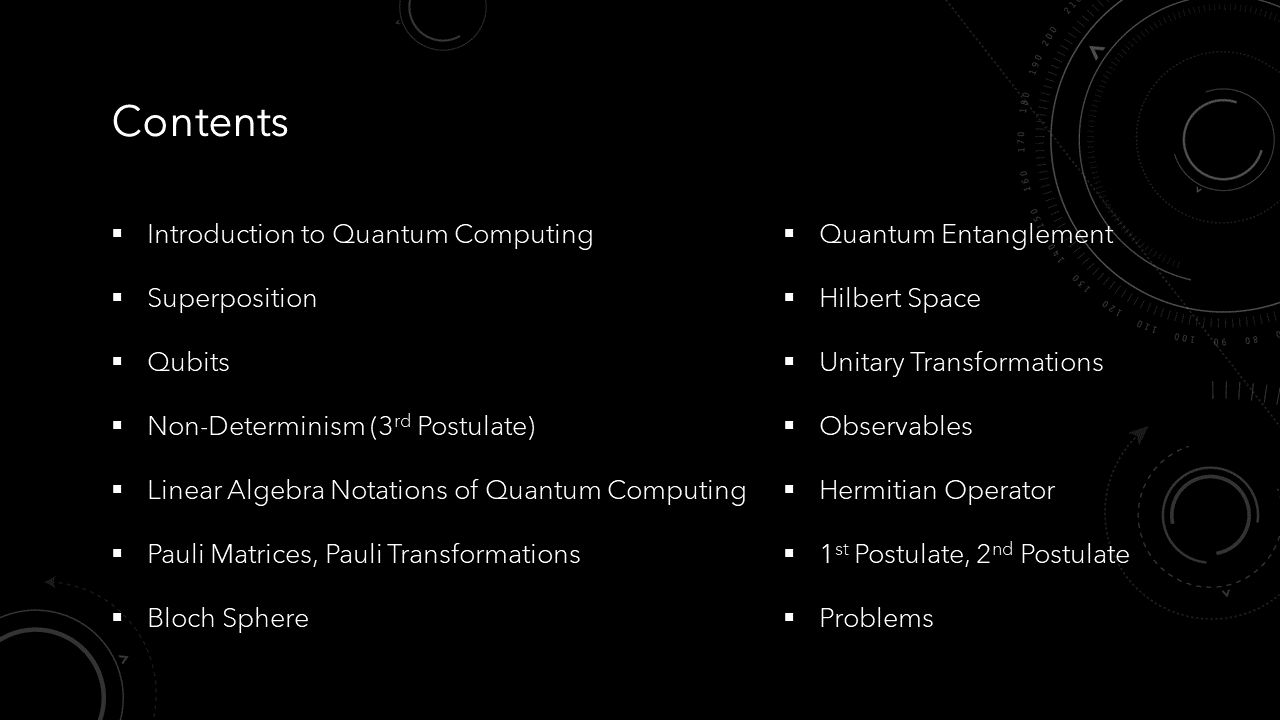 Contents
▪ Introduction to Quantum Computing
▪ Superposition
▪ Qubits
▪ Non-Determinism (3rd Postulate)
▪ Linear Algebra Notations of Quantum Computing
▪ Pauli Matrices, Pauli Transformations
▪ Bloch Sphere
▪ Quantum Entanglement
▪ Hilbert Space
▪ Unitary Transformations
▪ Observables
▪ Hermitian Operator
▪ 1st Postulate, 2nd Postulate
▪ Problems